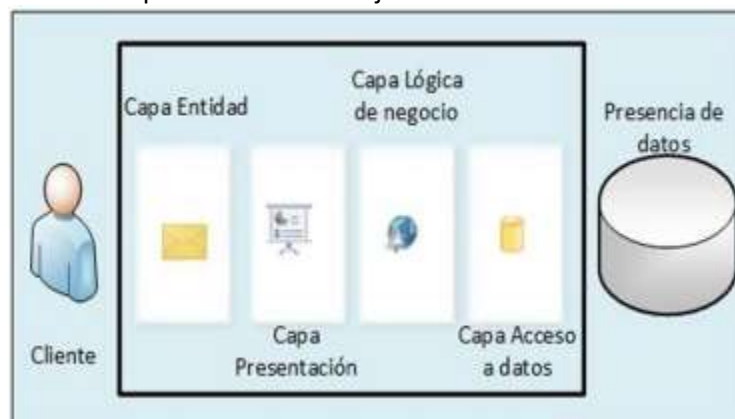 Capa Entidad
Capa Lógica
de negocio
Presencia de
datos
Cliente
Capa
Presentación
Capa Acceso
a datos